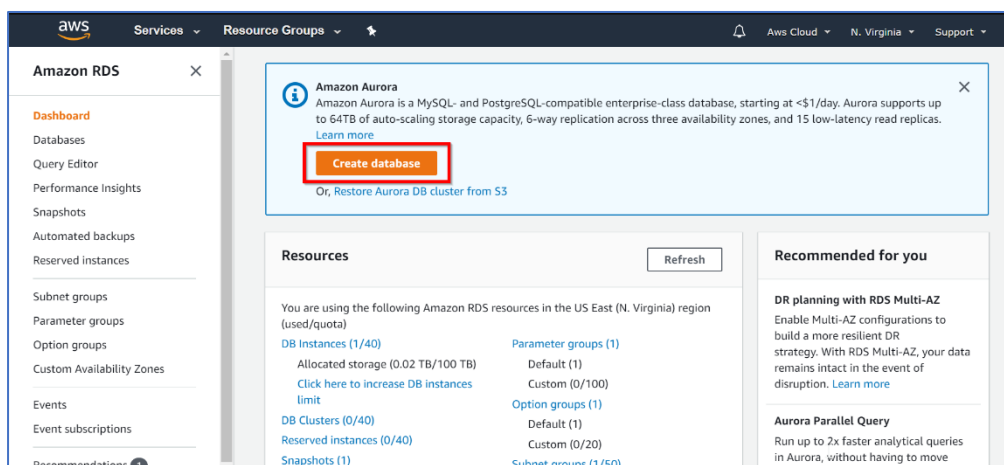 aws
Services
Resource Groups
Aws Cloud
N. Virginia
Support
Amazon RDS
Dashboard
Databases
Query Editor
Performance Insights
Snapshots
Automated backups
Reserved instances
Subnet groups
Parameter groups
Option groups
Custom Availability Zones
Events
Event subscriptions
Recommendations 1
Amazon Aurora
Amazon Aurora is a MySQL- and PostgreSQL-compatible enterprise-class database, starting at <$1/day. Aurora supports up
to 64TB of auto-scaling storage capacity, 6-way replication across three availability zones, and 15 low-latency read replicas.
Learn more
Create database
Or, Restore Aurora DB cluster from S3
Resources
Refresh
You are using the following Amazon RDS resources in the US East (N. Virginia) region
(used/quota)
DB Instances (1/40)
Allocated storage (0.02 TB/100 TB)
Click here to increase DB instances
limit
DB Clusters (0/40)
Reserved instances (0/40)
Snapshots (1)
Parameter groups (1)
Default (1)
Custom (0/100)
Option groups (1)
Default (1)
Custom (0/20)
Subnet groups (1/50)
Recommended for you
DR planning with RDS Multi-AZ
Enable Multi-AZ configurations to
build a more resilient DR
strategy. With RDS Multi-AZ, your data
remains intact in the event of
disruption. Learn more
Aurora Parallel Query
Run up to 2x faster analytical queries
in Aurora, without having to move